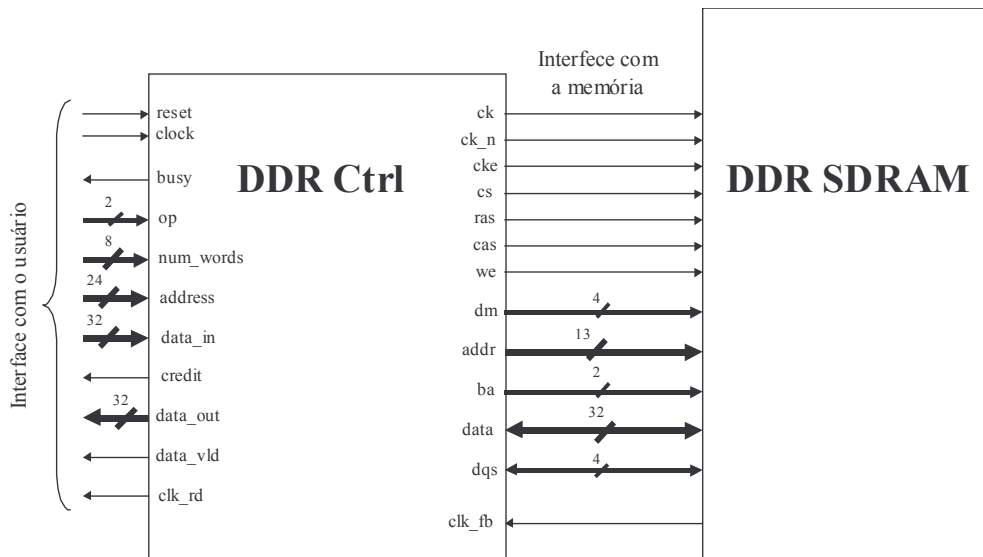 Interfece com
a memória
Interface com o usuário
DDR Ctrl
DDR SDRAM
reset
clock
busy
2
op
8
num_words
24
address
32
data_in
credit
32
data_out
data_vld
clk_rd
ck
ck_n
cke
cs
ras
cas
we
dm
4
addr
13
ba
2
data
32
dqs
4
clk_fb